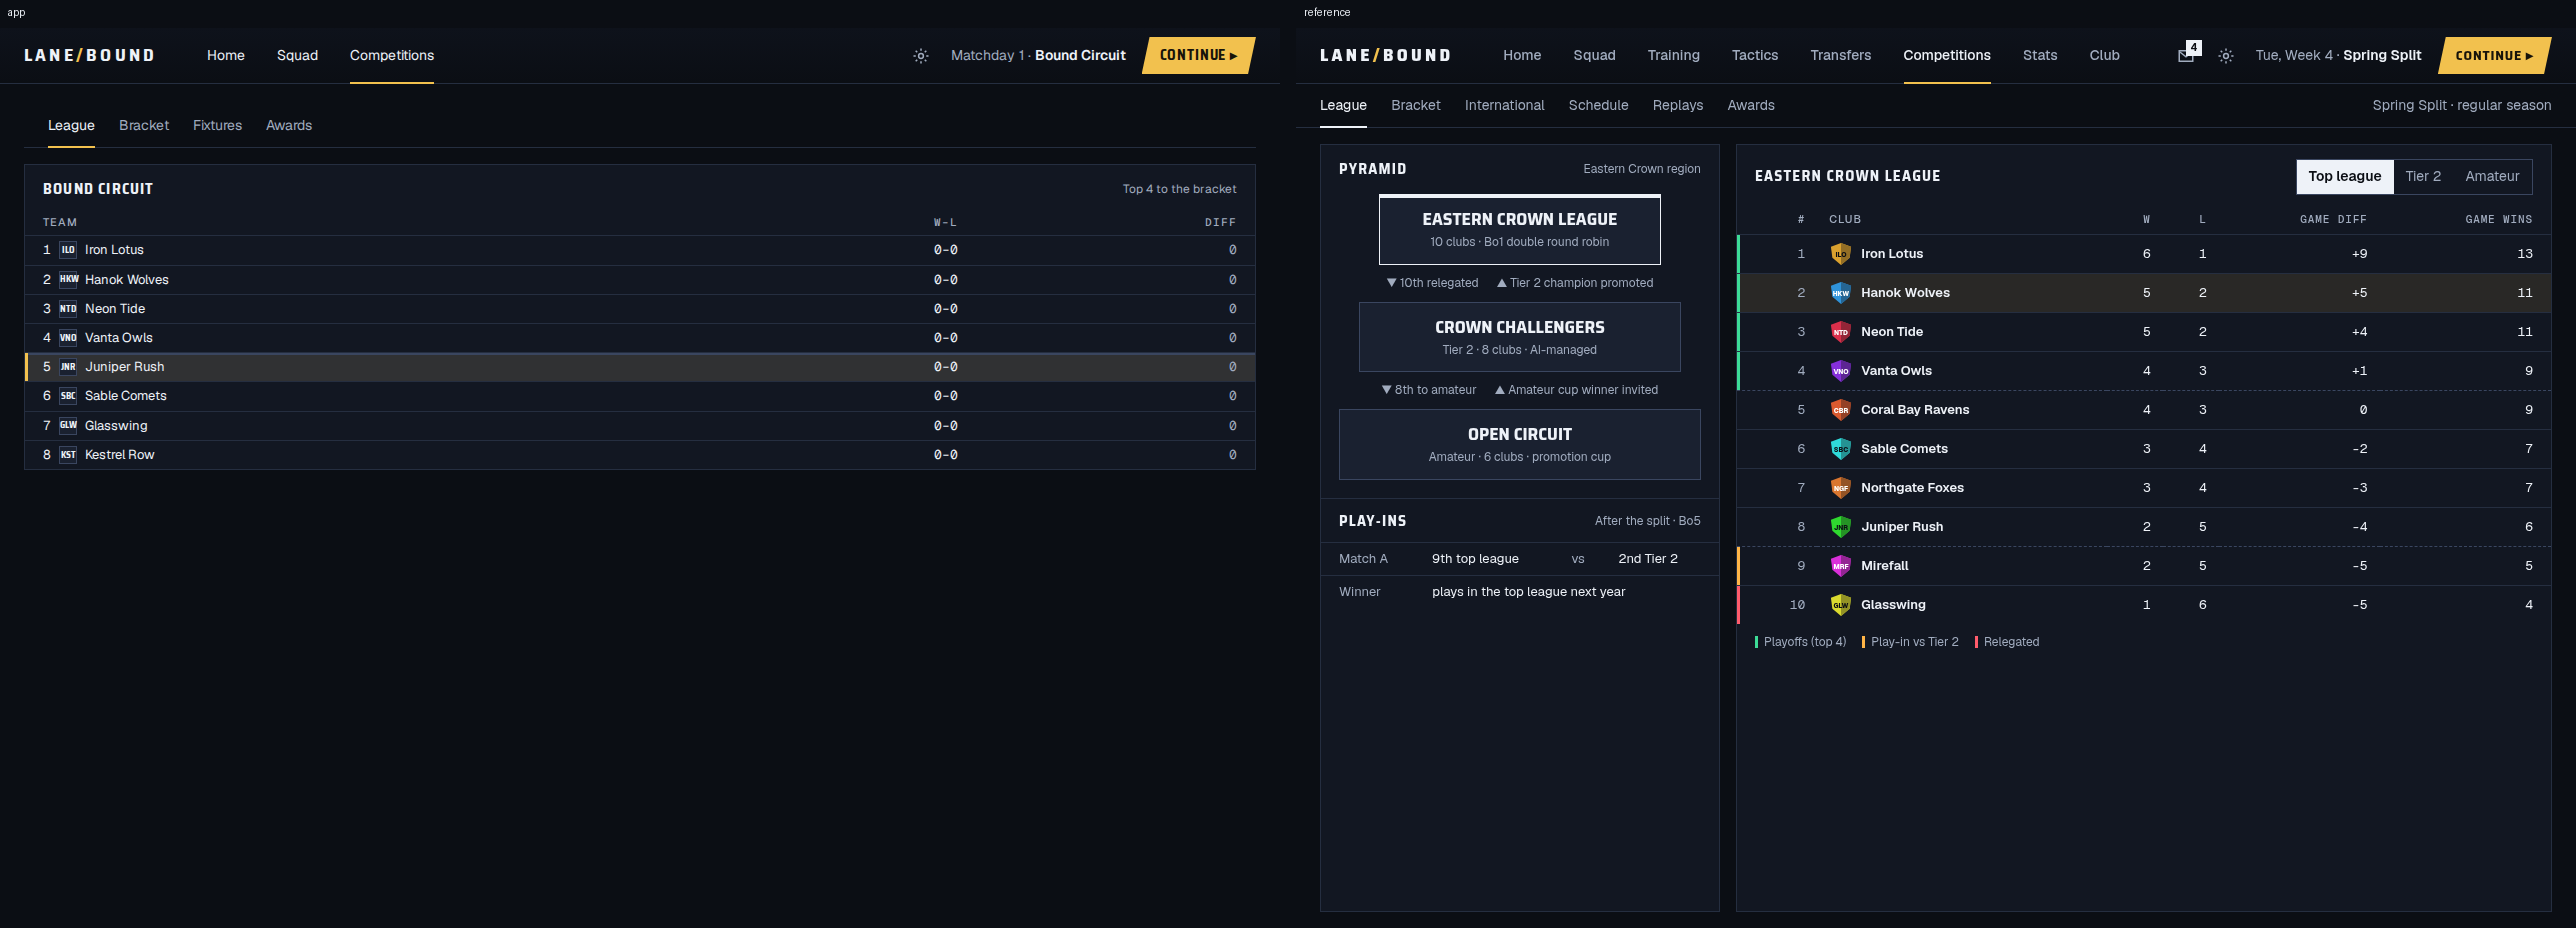 app
LANE/BOUND Home Squad Competitions Matchday 1 · Bound Circuit CONTINUE ▸
League Bracket Fixtures Awards
BOUND CIRCUIT Top 4 to the bracket
TEAM W-L DIFF
1 ILO Iron Lotus 0-0 0
2 HKW Hanok Wolves 0-0 0
3 NTD Neon Tide 0-0 0
4 VNO Vanta Owls 0-0 0
5 JNR Juniper Rush 0-0 0
6 SBC Sable Comets 0-0 0
7 GLW Glasswing 0-0 0
8 KST Kestrel Row 0-0 0
reference
LANE/BOUND Home Squad Training Tactics Transfers Competitions Stats Club 4 Tue, Week 4 · Spring Split CONTINUE ▸
League Bracket International Schedule Replays Awards Spring Split · regular season
PYRAMID Eastern Crown region
EASTERN CROWN LEAGUE
10 clubs · Bo1 double round robin
▼ 10th relegated ▲ Tier 2 champion promoted
CROWN CHALLENGERS
Tier 2 · 8 clubs · AI-managed
▼ 8th to amateur ▲ Amateur cup winner invited
OPEN CIRCUIT
Amateur · 6 clubs · promotion cup
PLAY-INS After the split · Bo5
Match A 9th top league vs 2nd Tier 2
Winner plays in the top league next year
EASTERN CROWN LEAGUE Top league Tier 2 Amateur
# CLUB W L GAME DIFF GAME WINS
1 ILO Iron Lotus 6 1 +9 13
2 HKW Hanok Wolves 5 2 +5 11
3 NTD Neon Tide 5 2 +4 11
4 VNO Vanta Owls 4 3 +1 9
5 CBR Coral Bay Ravens 4 3 0 9
6 SBC Sable Comets 3 4 -2 7
7 NGF Northgate Foxes 3 4 -3 7
8 JNR Juniper Rush 2 5 -4 6
9 MRF Mirefall 2 5 -5 5
10 GLW Glasswing 1 6 -5 4
Playoffs (top 4) Play-in vs Tier 2 Relegated